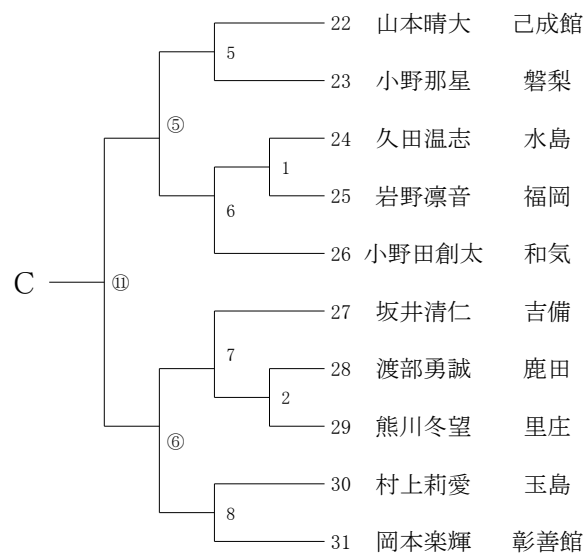 22 山本晴大 己成館
5
23 小野那星 磐梨
⑤
24 久田温志 水島
1
25 岩野凛音 福岡
6
26 小野田創太 和気
C
⑪
27 坂井清仁 吉備
7
28 渡部勇誠 鹿田
2
29 熊川冬望 里庄
⑥
30 村上莉愛 玉島
8
31 岡本楽輝 彰善館